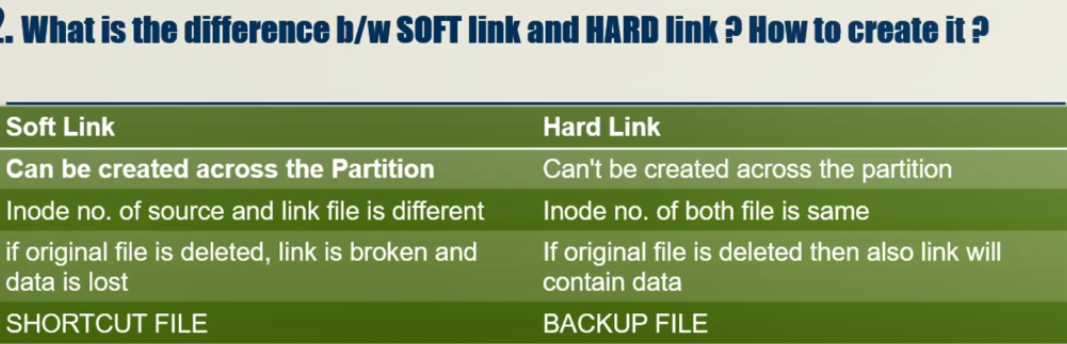 2. What is the difference b/w SOFT link and HARD link ? How to create it ?
Soft Link
Hard Link
Can be created across the Partition
Can't be created across the partition
Inode no. of source and link file is different
Inode no. of both file is same
if original file is deleted, link is broken and
data is lost
If original file is deleted then also link will
contain data
SHORTCUT FILE
BACKUP FILE